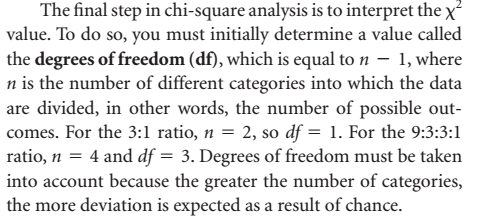 The final step in chi-square analysis is to interpret the χ²
value. To do so, you must initially determine a value called
the degrees of freedom (df), which is equal to n − 1, where
n is the number of different categories into which the data
are divided, in other words, the number of possible out-
comes. For the 3:1 ratio, n = 2, so df = 1. For the 9:3:3:1
ratio, n = 4 and df = 3. Degrees of freedom must be taken
into account because the greater the number of categories,
the more deviation is expected as a result of chance.